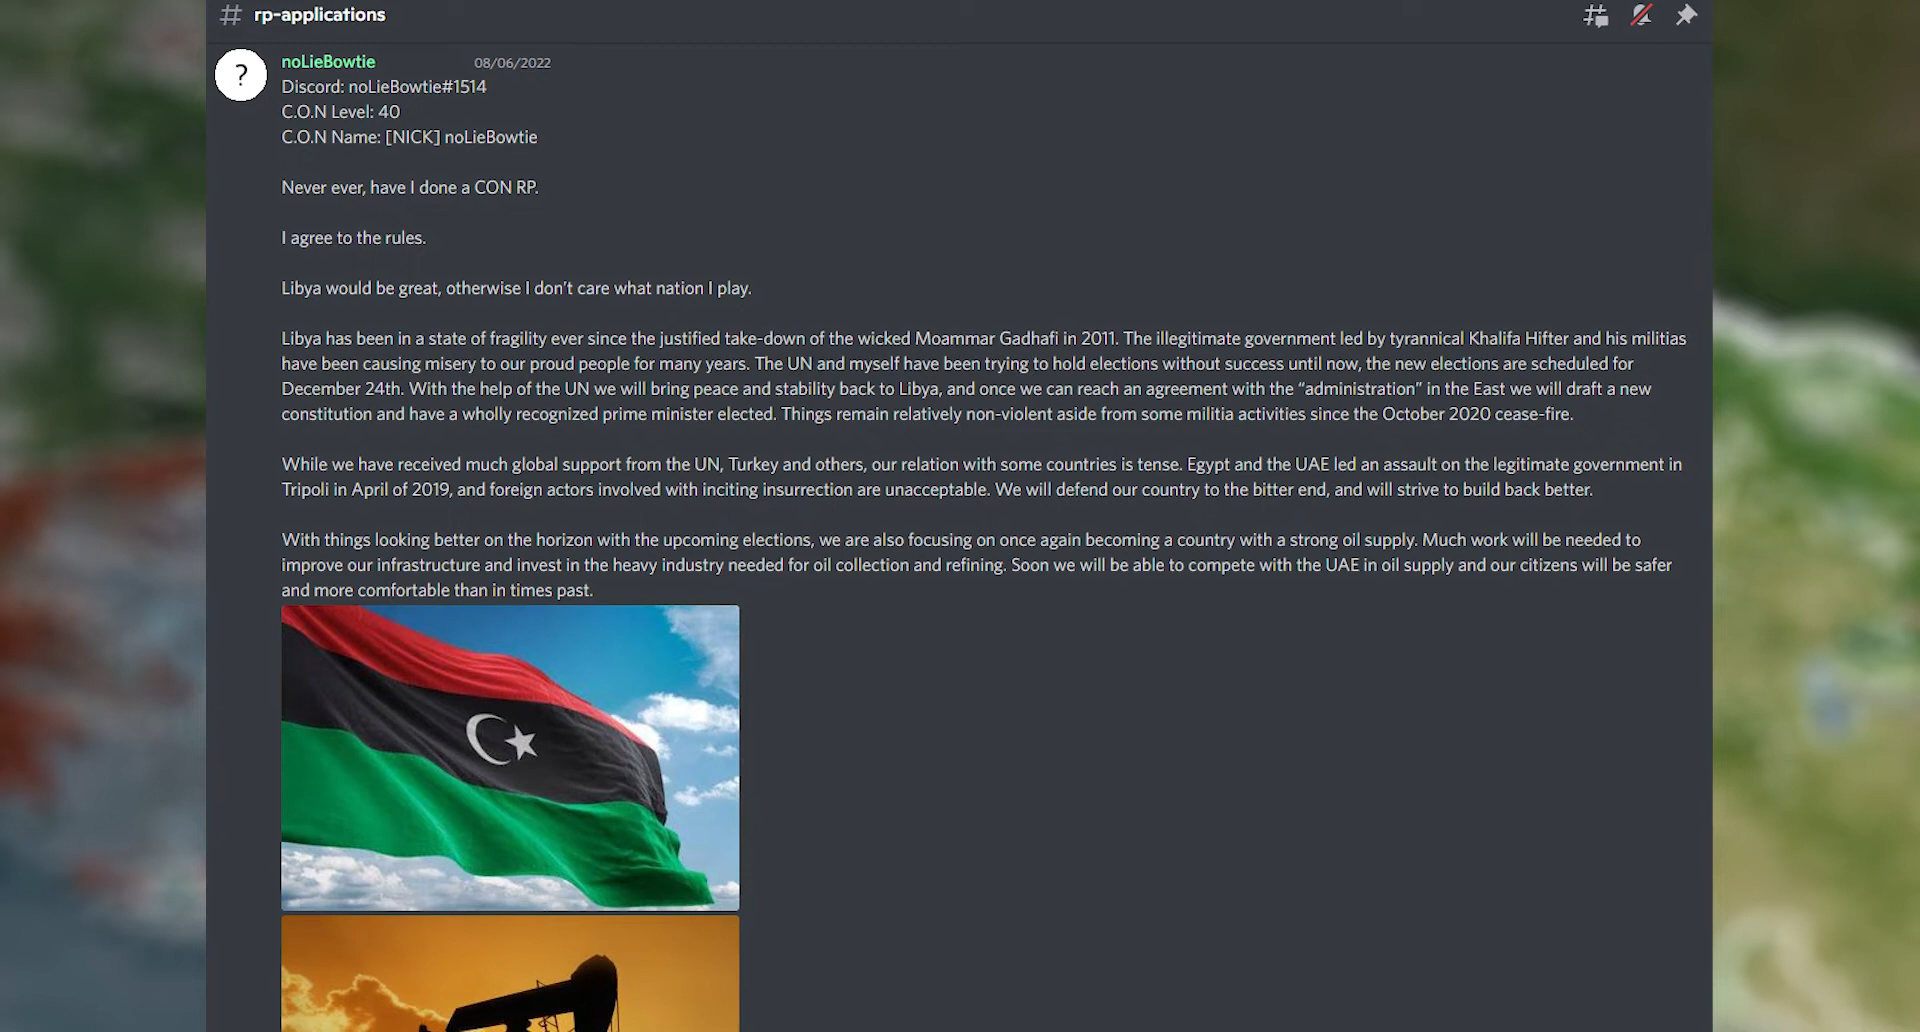 rp-applications
noLieBowtie 08/06/2022
?
Discord: noLieBowtie#1514
C.O.N Level: 40
C.O.N Name: [NICK] noLieBowtie
Never ever, have I done a CON RP.
I agree to the rules.
Libya would be great, otherwise I don't care what nation I play.
Libya has been in a state of fragility ever since the justified take-down of the wicked Moammar Gadhafi in 2011. The illegitimate government led by tyrannical Khalifa Hifter and his militias
have been causing misery to our proud people for many years. The UN and myself have been trying to hold elections without success until now, the new elections are scheduled for
December 24th. With the help of the UN we will bring peace and stability back to Libya, and once we can reach an agreement with the “administration” in the East we will draft a new
constitution and have a wholly recognized prime minister elected. Things remain relatively non-violent aside from some militia activities since the October 2020 cease-fire.
While we have received much global support from the UN, Turkey and others, our relation with some countries is tense. Egypt and the UAE led an assault on the legitimate government in
Tripoli in April of 2019, and foreign actors involved with inciting insurrection are unacceptable. We will defend our country to the bitter end, and will strive to build back better.
With things looking better on the horizon with the upcoming elections, we are also focusing on once again becoming a country with a strong oil supply. Much work will be needed to
improve our infrastructure and invest in the heavy industry needed for oil collection and refining. Soon we will be able to compete with the UAE in oil supply and our citizens will be safer
and more comfortable than in times past.